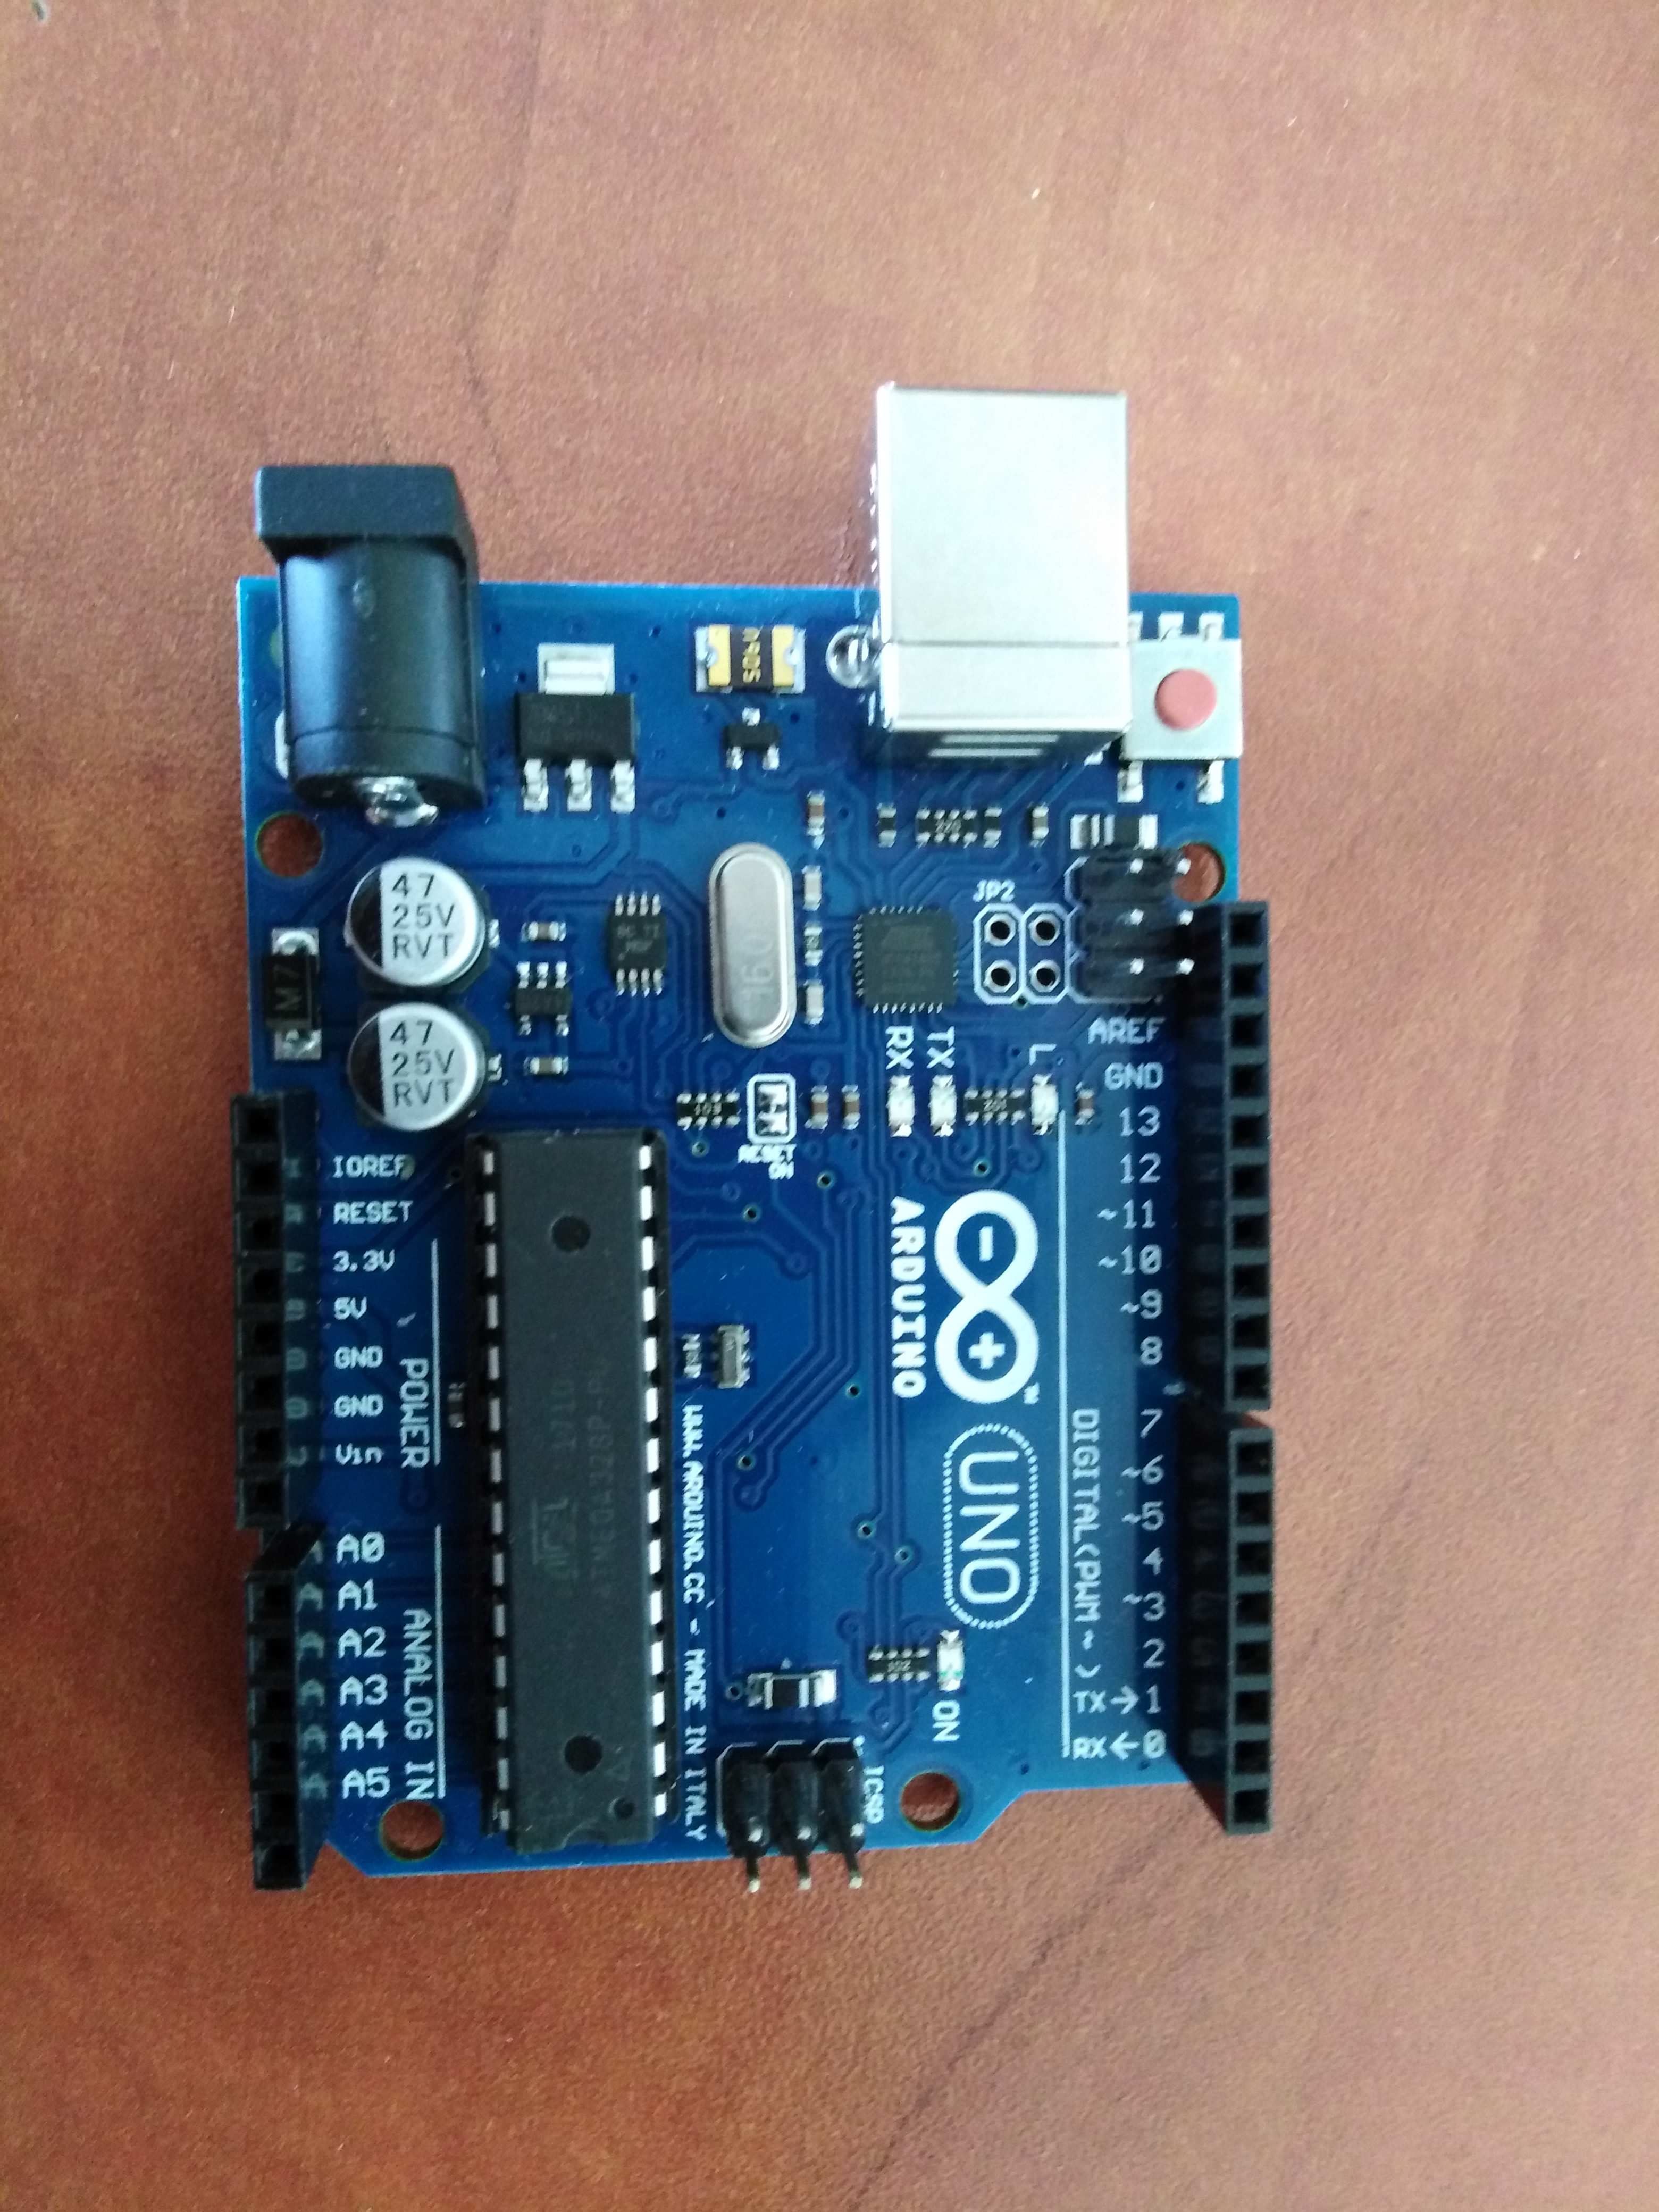 M7
47
25V
RVT
47
25V
RVT
JP2
RX
TX
L
RESET
EN
IOREF
RESET
3.3V
5V
GND
GND
Vin
POWER
A0
A1
A2
A3
A4
A5
ANALOG IN
WWW.ARDUINO.CC - MADE IN ITALY
ARDUINO
TM
UNO
ON
ICSP
AREF
GND
13
12
~11
~10
~9
8
7
~6
~5
4
~3
2
TX→1
RX←0
DIGITAL(PWM~)